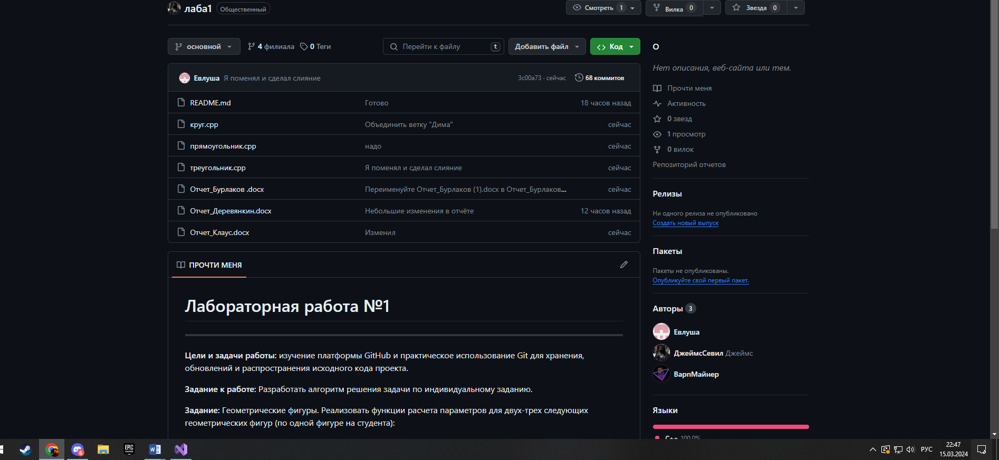 лаба1 Общественный Смотреть 1 Вилка 0 Звезда 0
основной 4 филиала 0 Теги Перейти к файлу t Добавить файл Код
Евлуша Я поменял и сделал слияние 3c00a73 · сейчас 68 коммитов
README.md Готово 18 часов назад
круг.cpp Объединить ветку "Дима" сейчас
прямоугольник.cpp надо сейчас
треугольник.cpp Я поменял и сделал слияние сейчас
Отчет_Бурлаков .docx Переименуйте Отчет_Бурлаков (1).docx в Отчет_Бурлаков... сейчас
Отчет_Деревянкин.docx Небольшие изменения в отчёте 12 часов назад
Отчет_Клаус.docx Изменил сейчас
ПРОЧТИ МЕНЯ
Лабораторная работа №1
Цели и задачи работы: изучение платформы GitHub и практическое использование Git для хранения,
обновлений и распространения исходного кода проекта.
Задание к работе: Разработать алгоритм решения задачи по индивидуальному заданию.
Задание: Геометрические фигуры. Реализовать функции расчета параметров для двух-трех следующих
геометрических фигур (по одной фигуре на студента):
О
Нет описания, веб-сайта или тем.
Прочти меня
Активность
0 звезд
1 просмотр
0 вилок
Репозиторий отчетов
Релизы
Ни одного релиза не опубликовано
Создать новый выпуск
Пакеты
Пакеты не опубликованы.
Опубликуйте свой первый пакет.
Авторы 3
Евлуша
ДжеймсСевил Джеймс
ВарпМайнер
Языки
C++ 100.0%
EPIC GAMES
6
РУС
22:47
15.03.2024